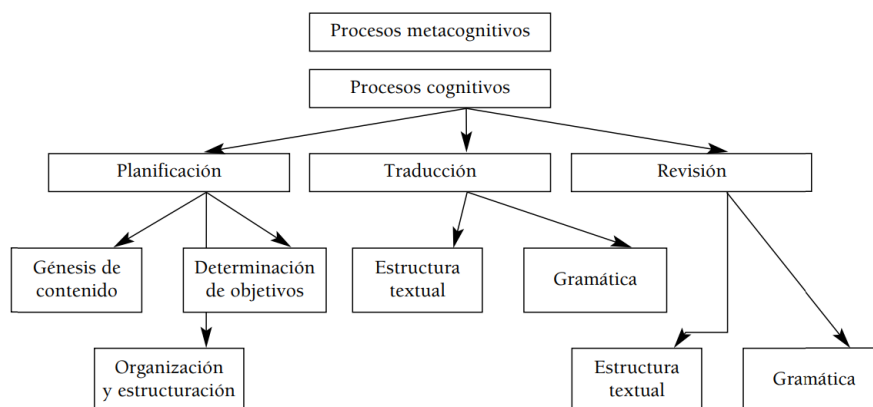 Procesos metacognitivos
Procesos cognitivos
Planificación
Traducción
Revisión
Génesis de
contenido
Determinación
de objetivos
Estructura
textual
Gramática
Organización
y estructuración
Estructura
textual
Gramática